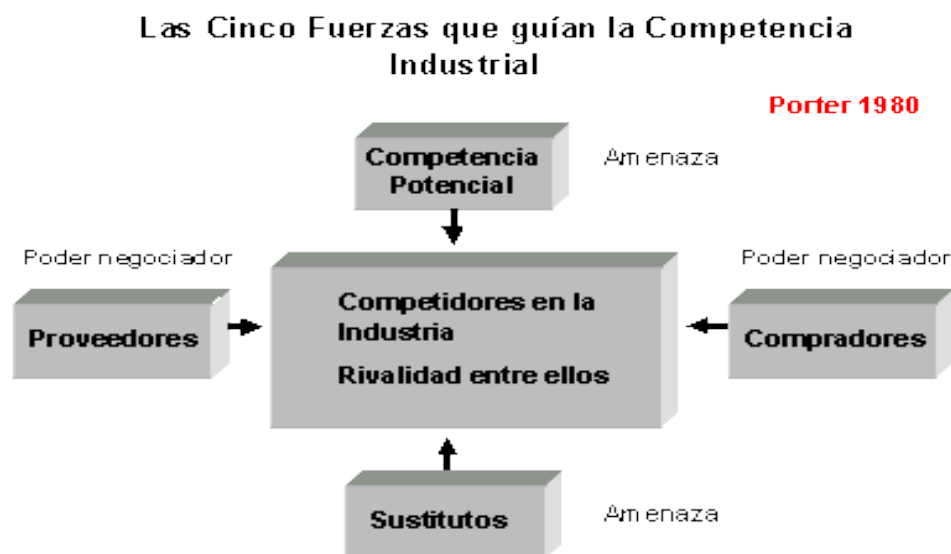 Las Cinco Fuerzas que guían la Competencia
Industrial
Porter 1980
Competencia
Potencial
Amenaza
Poder negociador
Poder negociador
Proveedores
Competidores en la
Industria
Rivalidad entre ellos
Compradores
Sustitutos
Amenaza